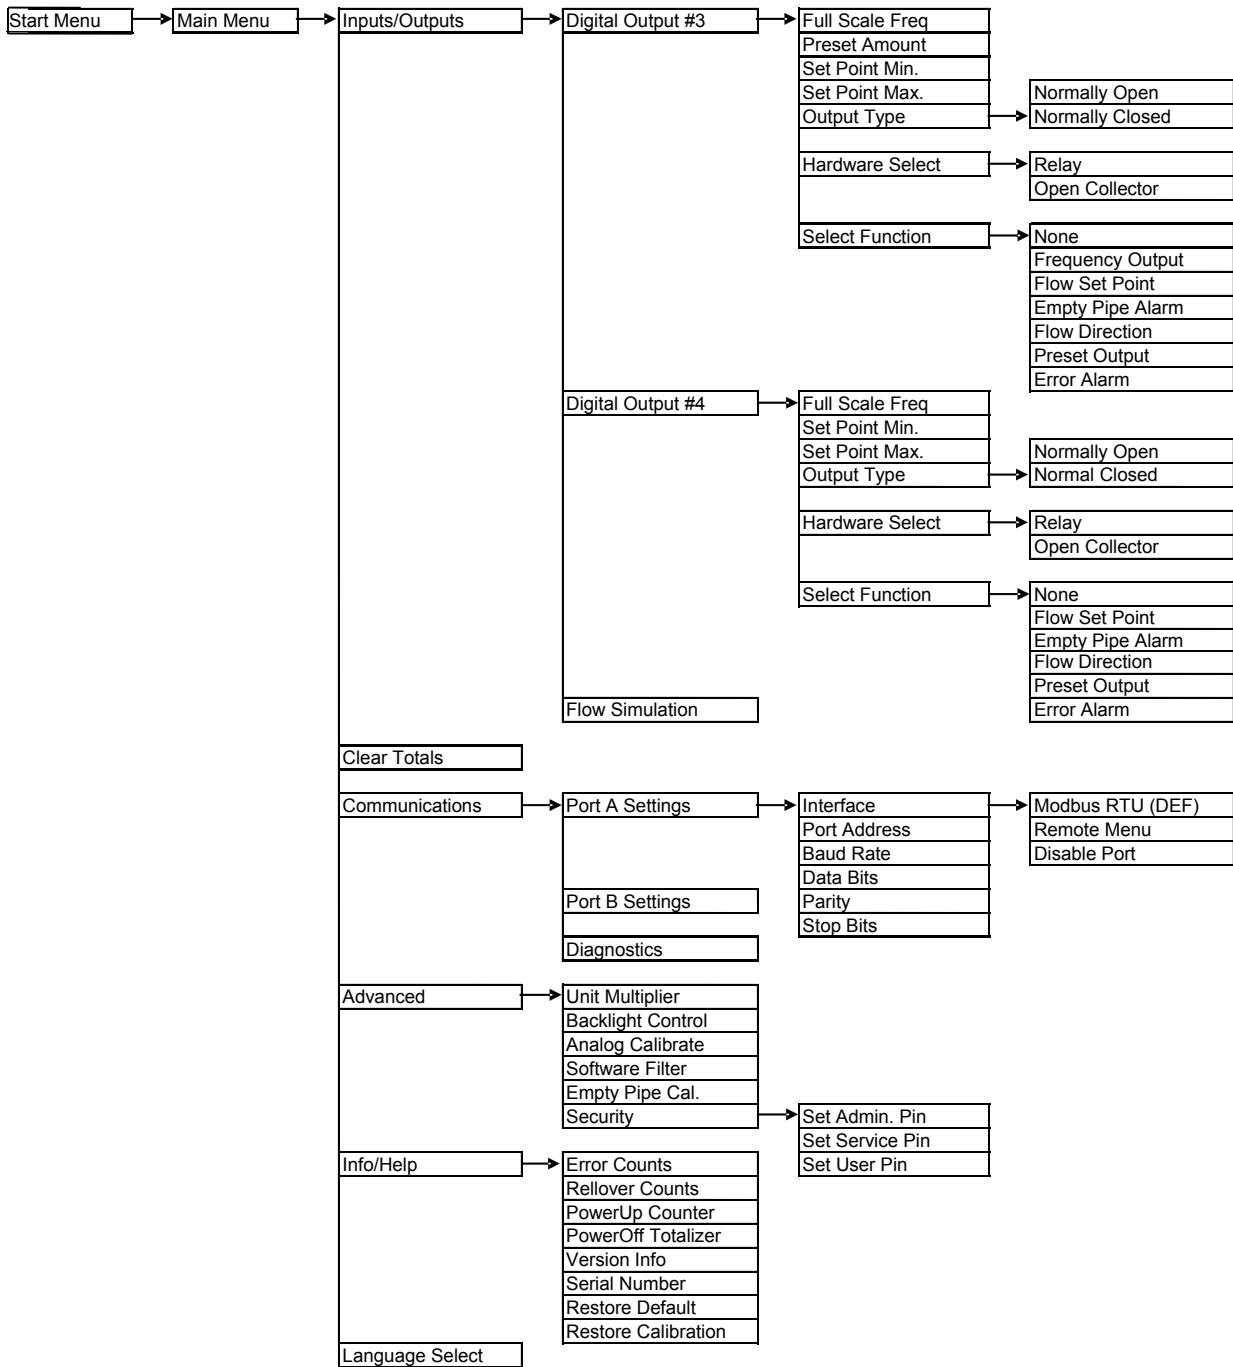 Start Menu
Main Menu
Inputs/Outputs
Digital Output #3
Full Scale Freq
Preset Amount
Set Point Min.
Set Point Max.
Output Type
Normally Open
Normally Closed
Hardware Select
Relay
Open Collector
Select Function
None
Frequency Output
Flow Set Point
Empty Pipe Alarm
Flow Direction
Preset Output
Error Alarm
Digital Output #4
Full Scale Freq
Set Point Min.
Set Point Max.
Output Type
Normally Open
Normal Closed
Hardware Select
Relay
Open Collector
Select Function
None
Flow Set Point
Empty Pipe Alarm
Flow Direction
Preset Output
Error Alarm
Flow Simulation
Clear Totals
Communications
Port A Settings
Interface
Port Address
Baud Rate
Data Bits
Parity
Stop Bits
Modbus RTU (DEF)
Remote Menu
Disable Port
Port B Settings
Diagnostics
Advanced
Unit Multiplier
Backlight Control
Analog Calibrate
Software Filter
Empty Pipe Cal.
Security
Set Admin. Pin
Set Service Pin
Set User Pin
Info/Help
Error Counts
Rellover Counts
PowerUp Counter
PowerOff Totalizer
Version Info
Serial Number
Restore Default
Restore Calibration
Language Select